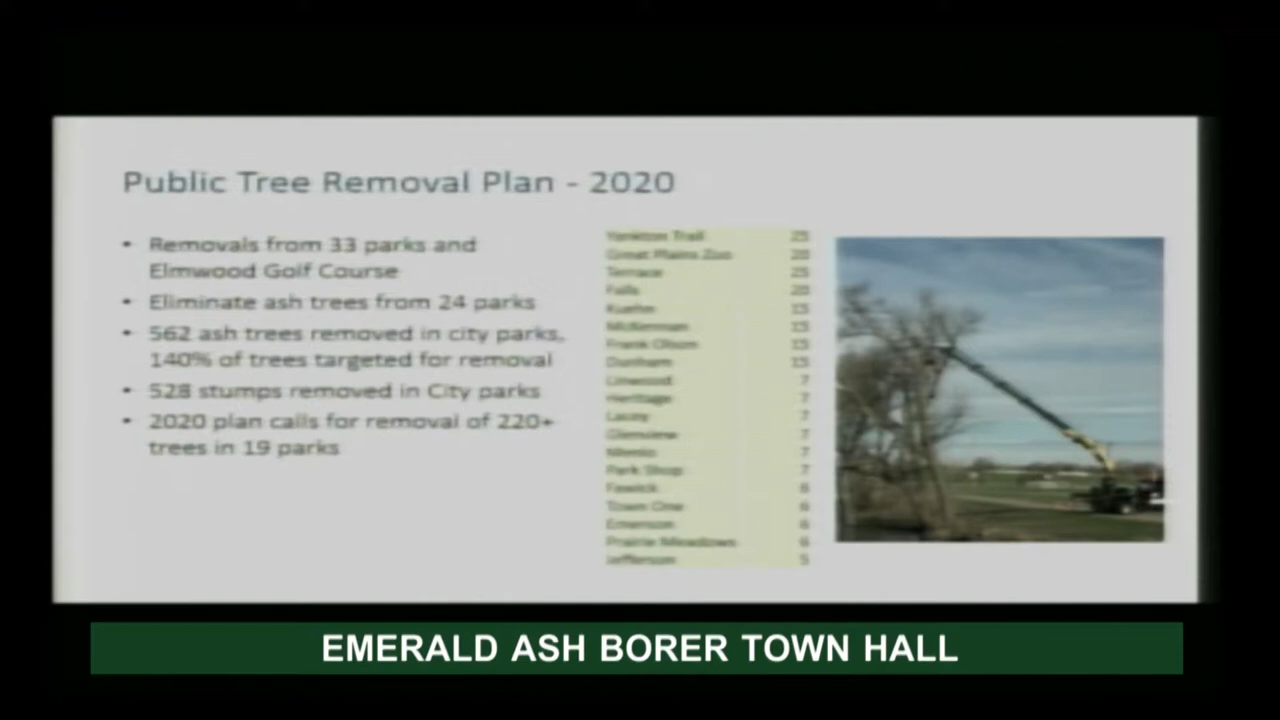 Public Tree Removal Plan - 2020
• Removals from 33 parks and
Elmwood Golf Course
• Eliminate ash trees from 24 parks
• 562 ash trees removed in city parks,
140% of trees targeted for removal
• 528 stumps removed in City parks
• 2020 plan calls for removal of 220+
trees in 19 parks
Yankton Trail 25
Great Plains Zoo 20
Terrace 25
Falls 20
Kuehn 15
McKennan 15
Frank Olson 15
Dunham 15
Linwood 7
Heritage 7
Lacey 7
Glenview 7
7
Park Shop 7
Fawick 6
Town One 6
Emerson 6
Prairie Meadows 6
Jefferson 5
EMERALD ASH BORER TOWN HALL